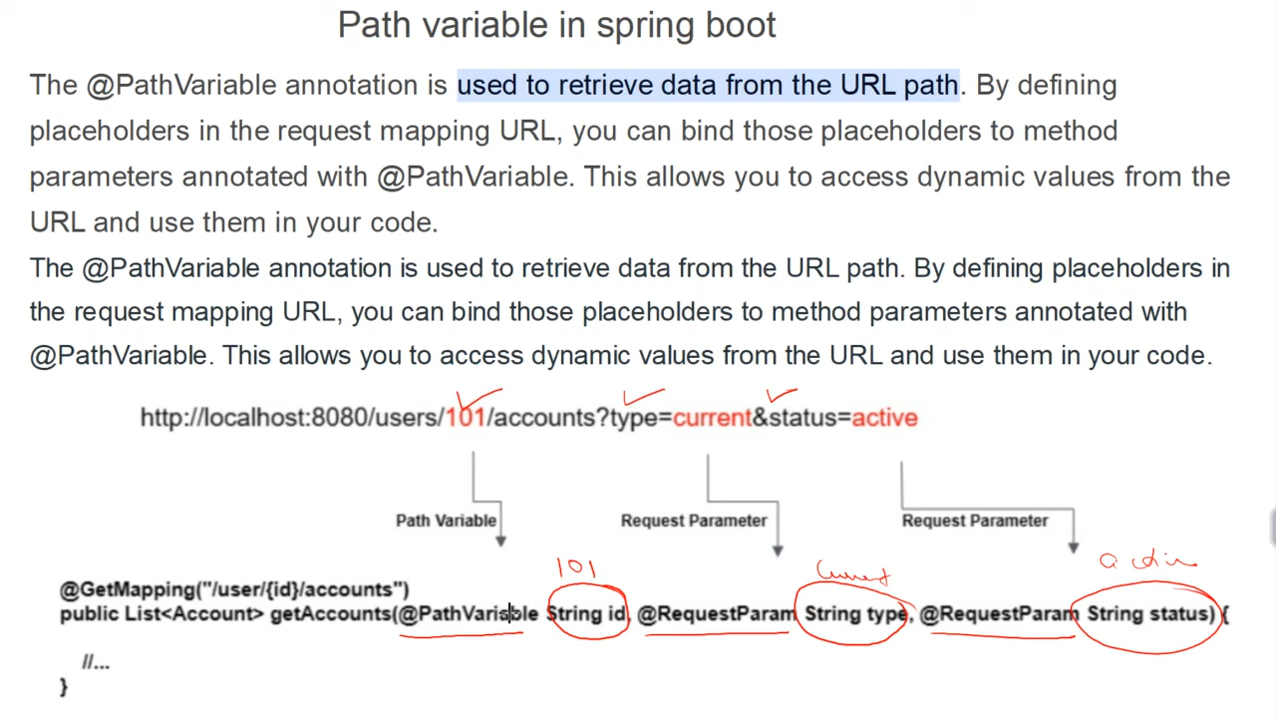 Path variable in spring boot
The @PathVariable annotation is used to retrieve data from the URL path. By defining
placeholders in the request mapping URL, you can bind those placeholders to method
parameters annotated with @PathVariable. This allows you to access dynamic values from the
URL and use them in your code.
The @PathVariable annotation is used to retrieve data from the URL path. By defining placeholders in
the request mapping URL, you can bind those placeholders to method parameters annotated with
@PathVariable. This allows you to access dynamic values from the URL and use them in your code.
http://localhost:8080/users/101/accounts?type=current&status=active
Path Variable Request Parameter Request Parameter
101 current active
@GetMapping("/user/{id}/accounts")
public List<Account> getAccounts(@PathVariable String id, @RequestParam String type, @RequestParam String status) {
//...
}